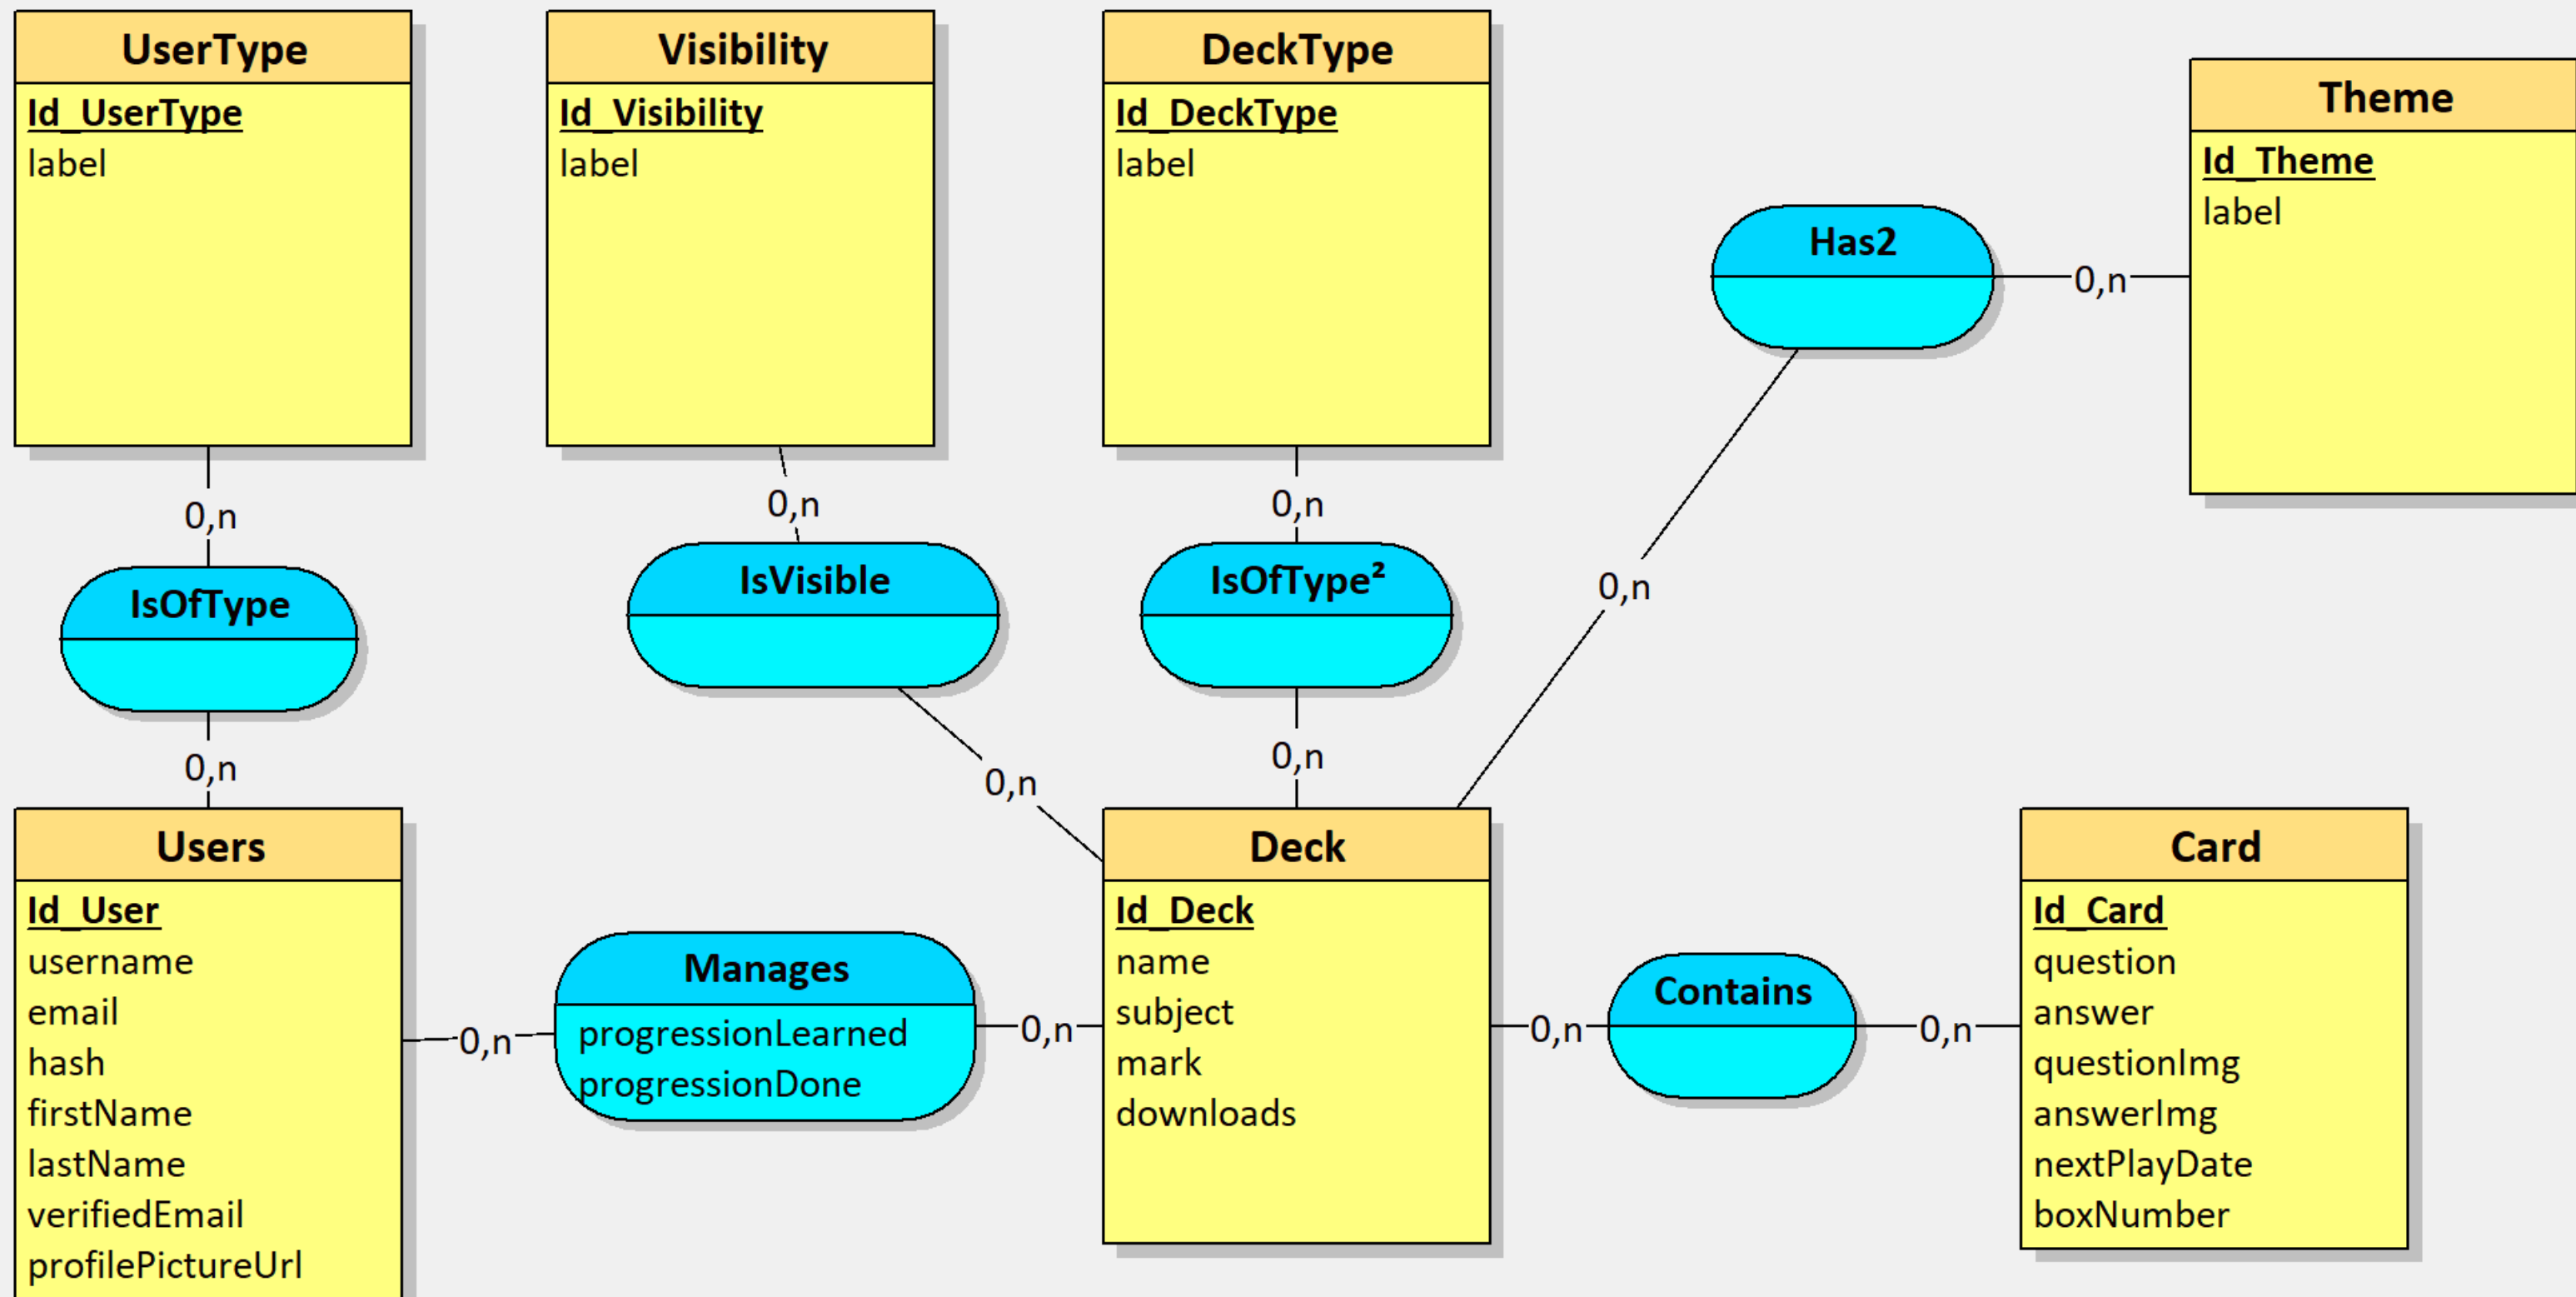 UserType
Id_UserType
label
Visibility
Id_Visibility
label
DeckType
Id_DeckType
label
Theme
Id_Theme
label
Has2
0,n
0,n
0,n
0,n
0,n
IsOfType
IsVisible
IsOfType²
0,n
0,n
0,n
Users
Id_User
username
email
hash
firstName
lastName
verifiedEmail
profilePictureUrl
0,n
Manages
progressionLearned
progressionDone
0,n
Deck
Id_Deck
name
subject
mark
downloads
0,n
Contains
0,n
Card
Id_Card
question
answer
questionImg
answerImg
nextPlayDate
boxNumber